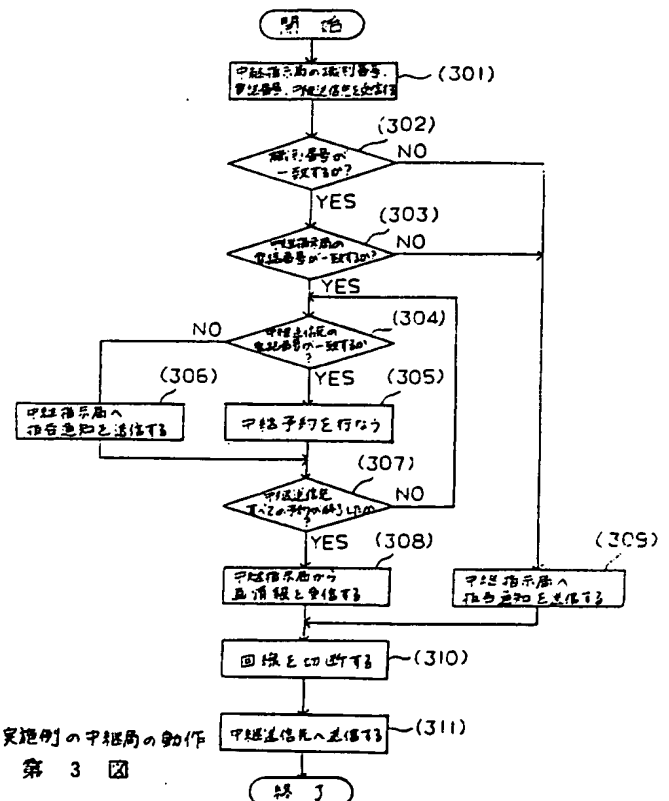 開始
中継指示局の識別番号、
電話番号、中継送信先を受信する
(301)
(302)
識別番号が
一致するか?
NO
YES
(303)
中継指示局の
電話番号が一致するか?
NO
YES
(304)
中継送信先の
電話番号が一致するか
?
NO
YES
(306)
中継指示局へ
拒否通知を送信する
(305)
中継予約を行なう
(307)
中継送信先
すべての予約が終了したか
?
NO
YES
(308)
中継指示局から
画情報を受信する
(309)
中継指示局へ
拒否通知を送信する
回線を切断する
(310)
中継送信先へ送信する
(311)
終了
実施例の中継局の動作
第 3 図